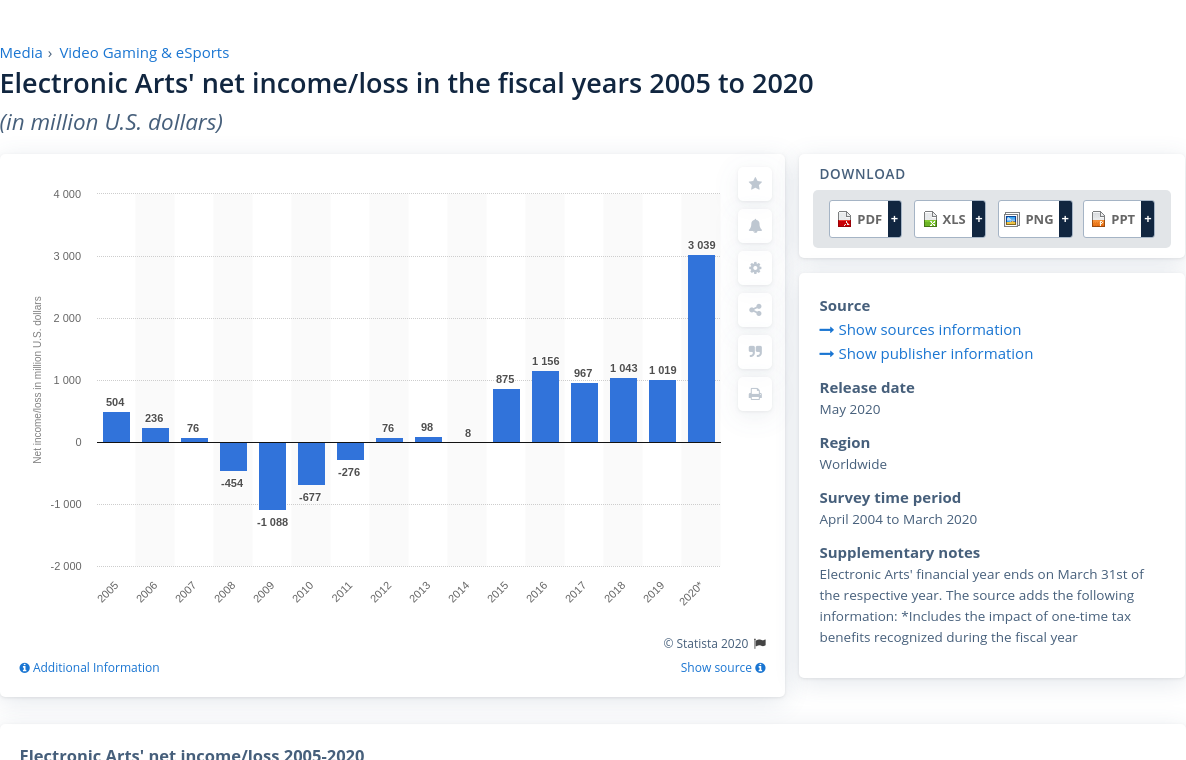 Media › Video Gaming & eSports
Electronic Arts' net income/loss in the fiscal years 2005 to 2020
(in million U.S. dollars)
Net income/loss in million U.S. dollars
4 000
3 000
2 000
1 000
0
-1 000
-2 000
504
236
76
-454
-1 088
-677
-276
76
98
8
875
1 156
967
1 043
1 019
3 039
2005
2006
2007
2008
2009
2010
2011
2012
2013
2014
2015
2016
2017
2018
2019
2020*
© Statista 2020
Additional Information
Show source
DOWNLOAD
PDF +
XLS +
PNG +
PPT +
Source
Show sources information
Show publisher information
Release date
May 2020
Region
Worldwide
Survey time period
April 2004 to March 2020
Supplementary notes
Electronic Arts' financial year ends on March 31st of
the respective year. The source adds the following
information: *Includes the impact of one-time tax
benefits recognized during the fiscal year
Electronic Arts' net income/loss 2005-2020